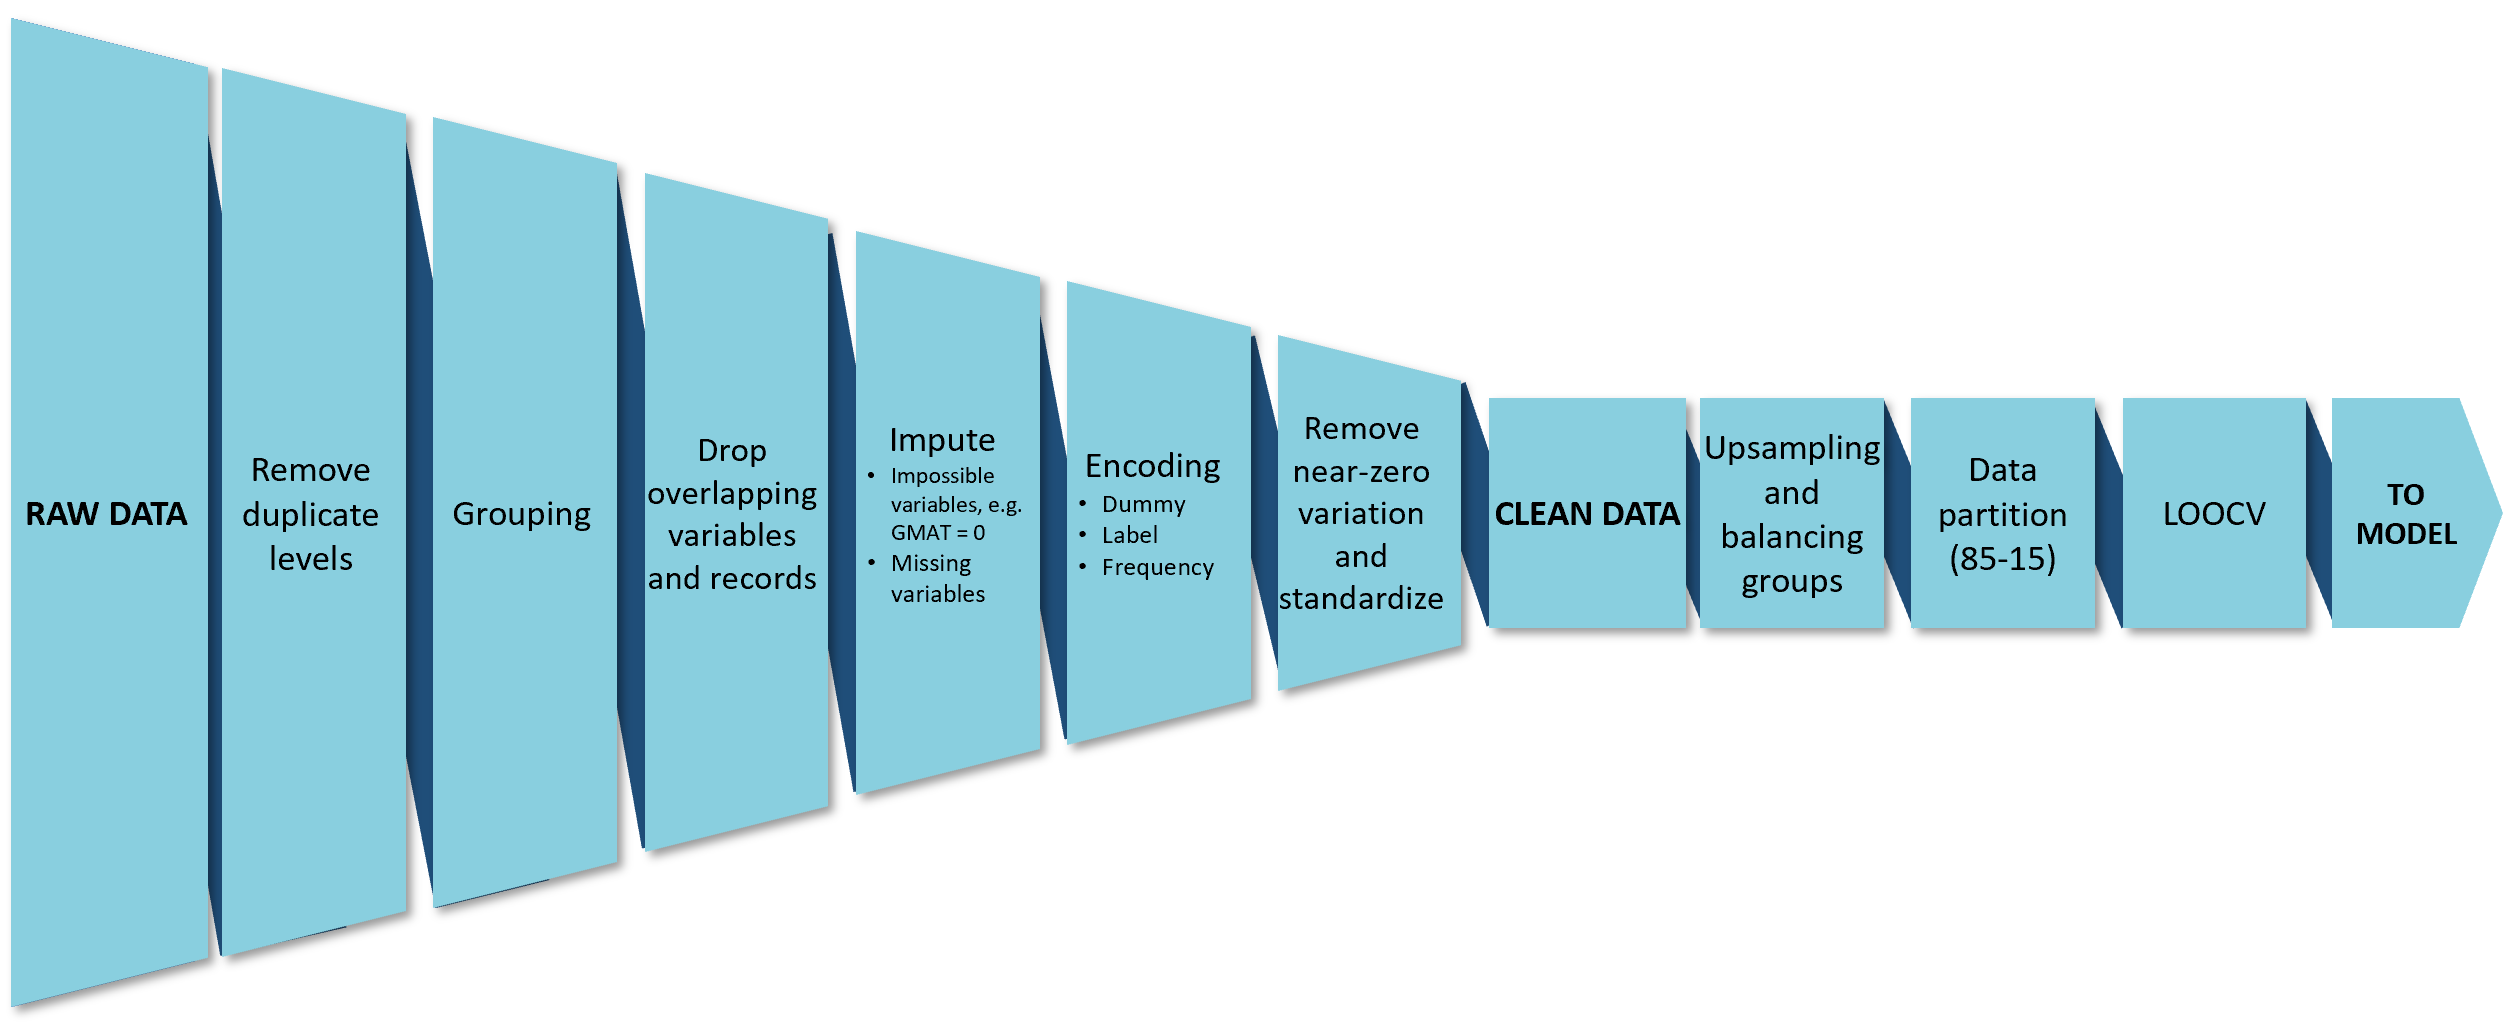 RAW DATA
Remove
duplicate
levels
Grouping
Drop
overlapping
variables
and records
Impute
• Impossible
variables, e.g.
GMAT = 0
• Missing
variables
Encoding
• Dummy
• Label
• Frequency
Remove
near-zero
variation
and
standardize
CLEAN DATA
Upsampling
and
balancing
groups
Data
partition
(85-15)
LOOCV
TO
MODEL